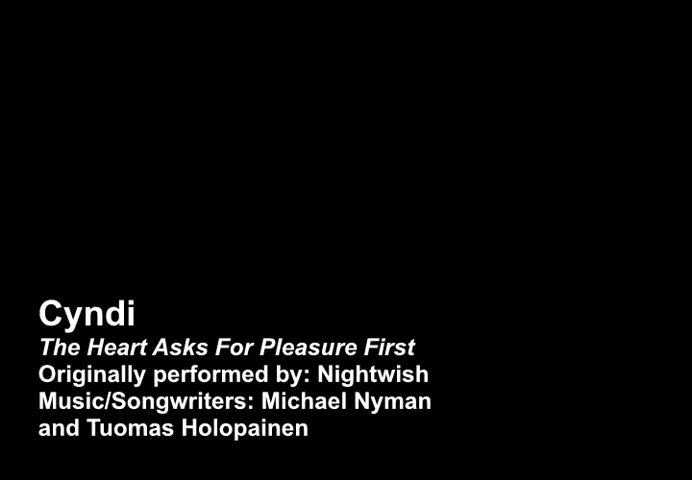 Cyndi
The Heart Asks For Pleasure First
Originally performed by: Nightwish
Music/Songwriters: Michael Nyman
and Tuomas Holopainen